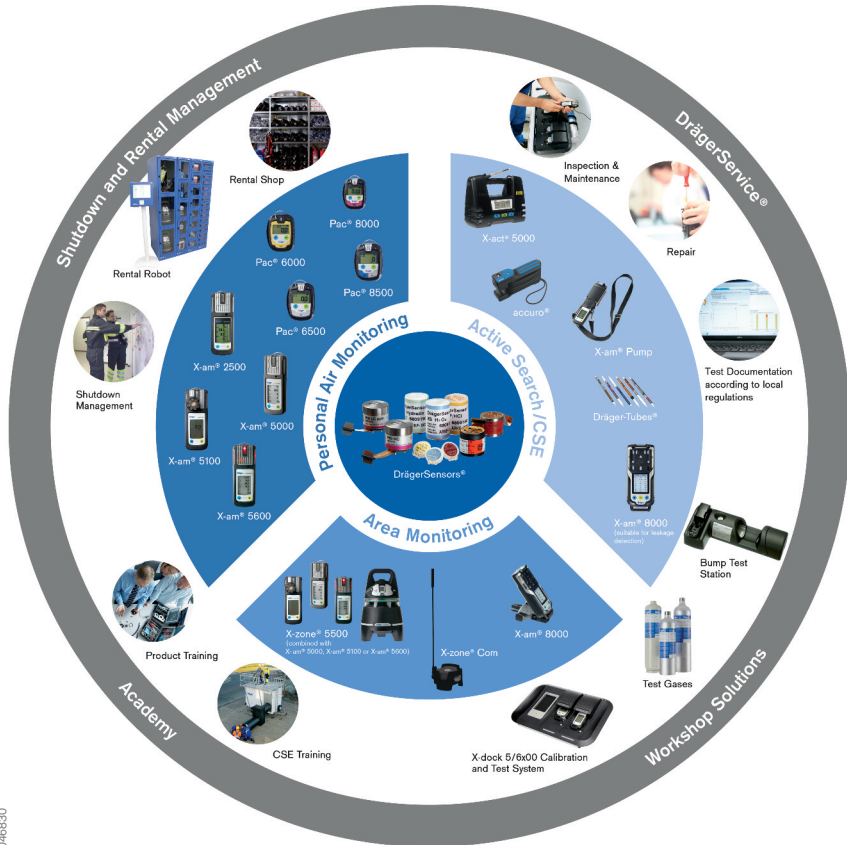 Shutdown and Rental Management
DrägerService®
Rental Shop
Inspection &
Maintenance
Rental Robot
Repair
Shutdown
Management
Test Documentation
according to local
regulations
Personal Air Monitoring
Pac® 8000
Pac® 6000
Pac® 8500
Pac® 6500
X-am® 2500
X-am® 5000
X-am® 5100
X-am® 5600
Active Search /CSE
X-act® 5000
accuro®
X-am® Pump
Dräger-Tubes®
X-am® 8000
(suitable for leakage
detection)
DrägerSensors®
Area Monitoring
X-zone® 5500
(combined with
X-am® 5000, X-am® 5100 or X-am® 5600)
X-zone® Com
X-am® 8000
Bump Test
Station
Test Gases
X-dock 5/6x00 Calibration
and Test System
Product Training
CSE Training
Academy
Workshop Solutions